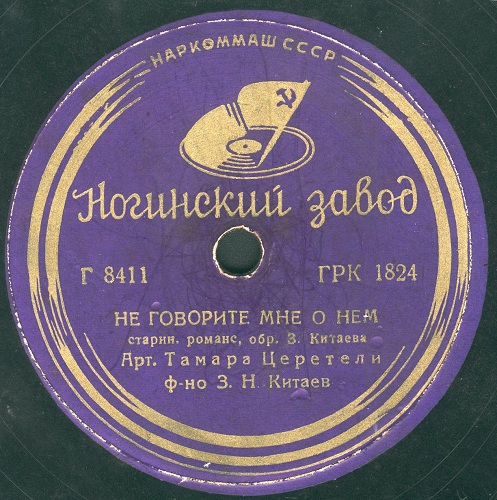 НАРКОММАШ СССР
Ногинский завод
Г 8411
ГРК 1824
НЕ ГОВОРИТЕ МНЕ О НЕМ
старин. романс, обр. З. Китаева
Арт. Тамара Церетели
ф-но З. Н. Китаев